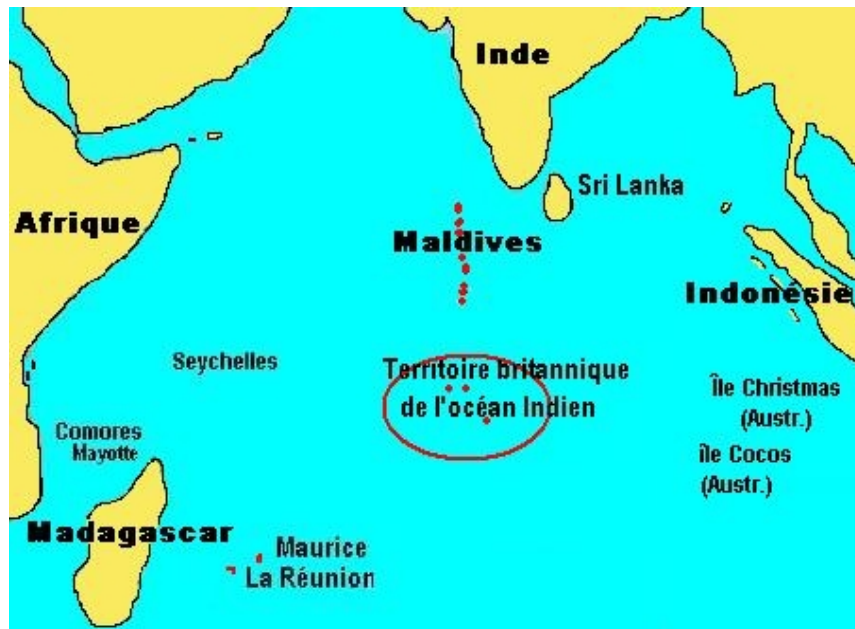 Inde
Sri Lanka
Afrique
Maldives
Indonésie
Seychelles
Territoire britannique
de l'océan Indien
Île Christmas
(Austr.)
Comores
Mayotte
île Cocos
(Austr.)
Madagascar
Maurice
La Réunion